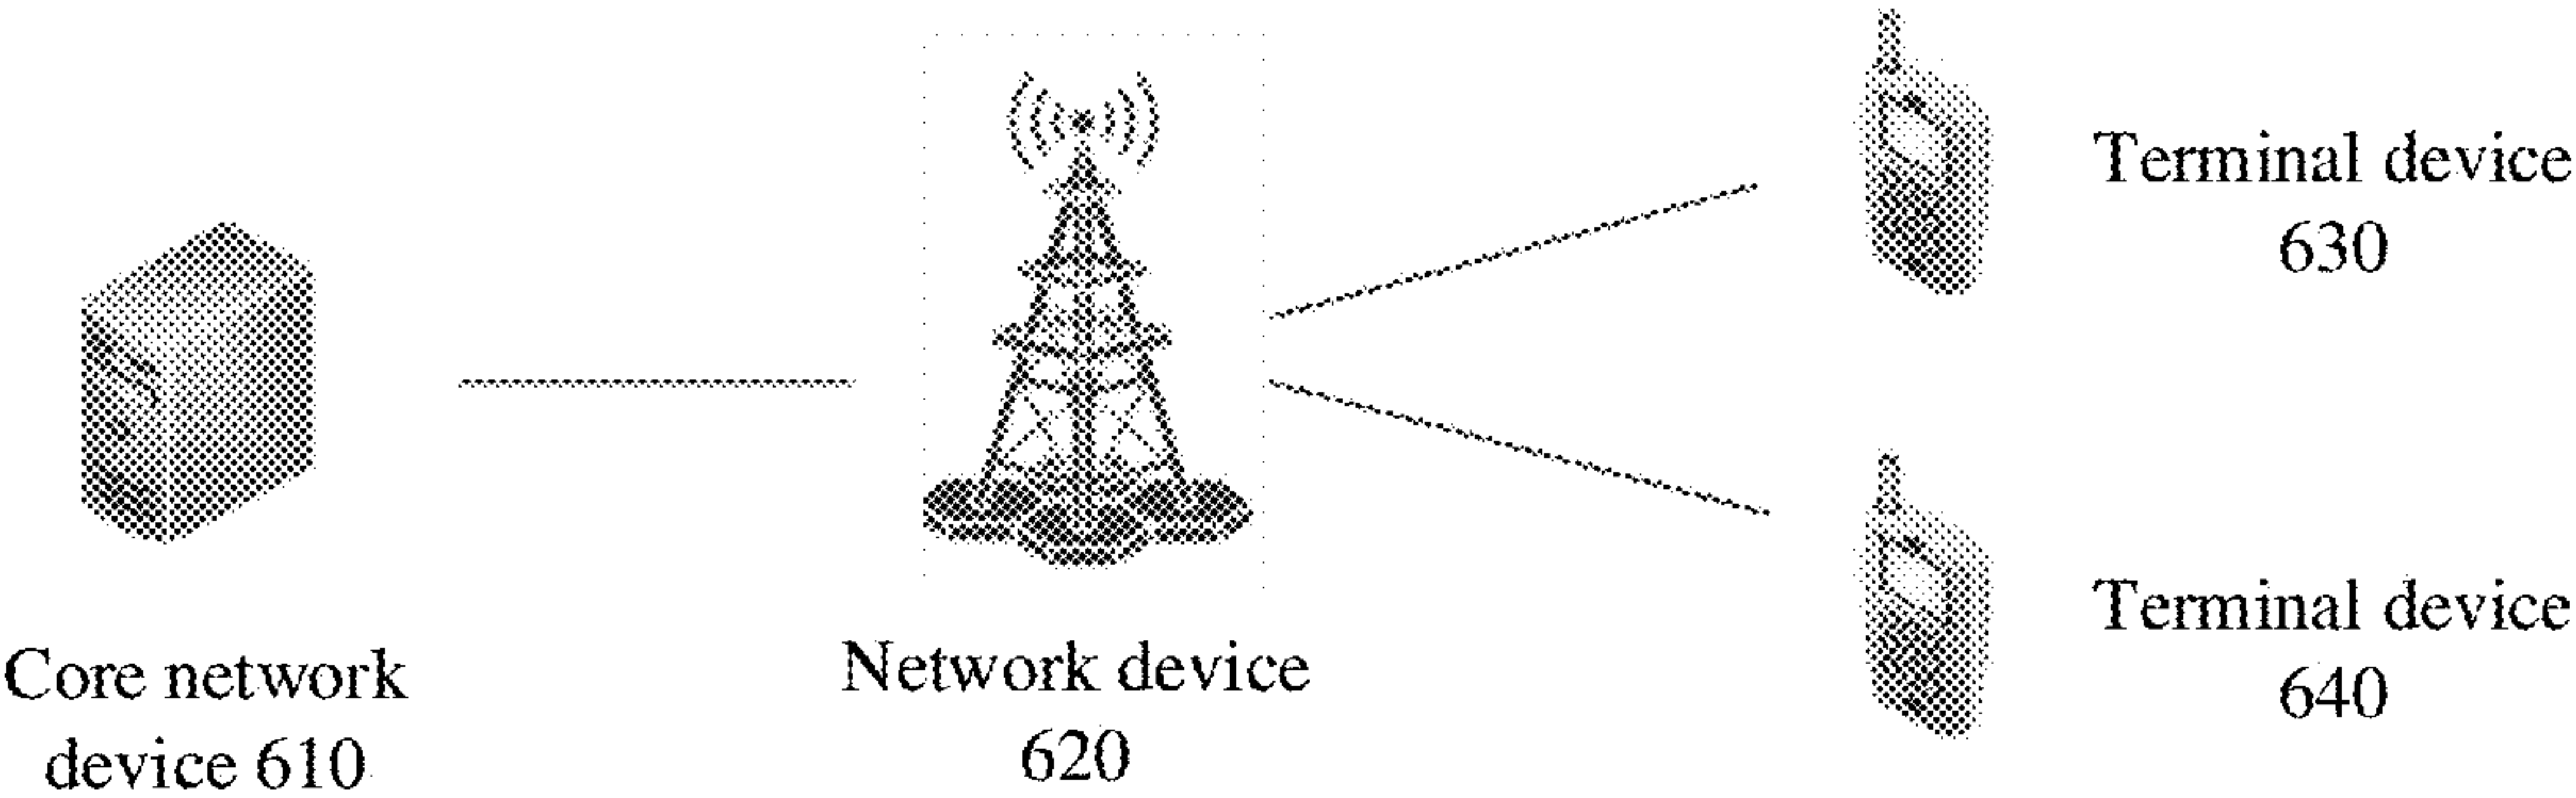 Core network
device 610
Network device
620
Terminal device
630
Terminal device
640